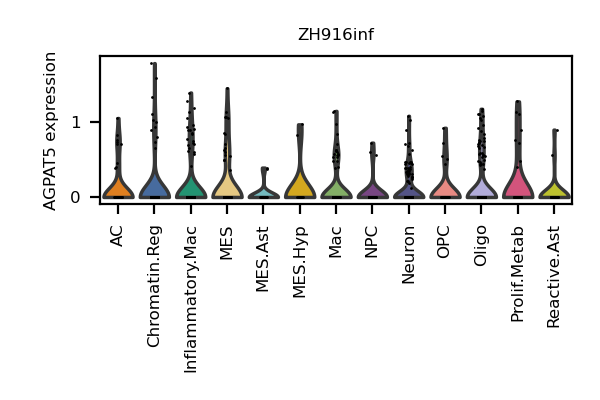 ZH916inf
AGPAT5 expression
1
0
AC
Chromatin.Reg
Inflammatory.Mac
MES
MES.Ast
MES.Hyp
Mac
NPC
Neuron
OPC
Oligo
Prolif.Metab
Reactive.Ast